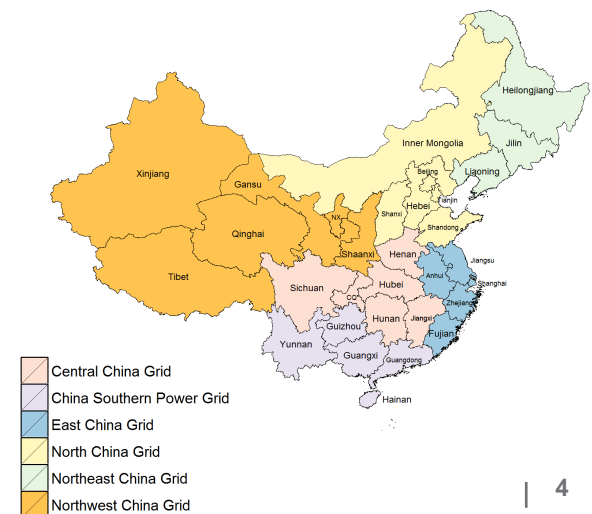 Heilongjiang
Jilin
Liaoning
Inner Mongolia
Beijing
Tianjin
Hebei
Shanxi
Shandong
Xinjiang
Gansu
Qinghai
NX
Shaanxi
Tibet
Henan
Jiangsu
Anhui
Shanghai
Sichuan
Hubei
CQ
Zhejiang
Hunan
Jiangxi
Fujian
Guizhou
Yunnan
Guangxi
Guangdong
Hainan
Central China Grid
China Southern Power Grid
East China Grid
North China Grid
Northeast China Grid
Northwest China Grid
| 4